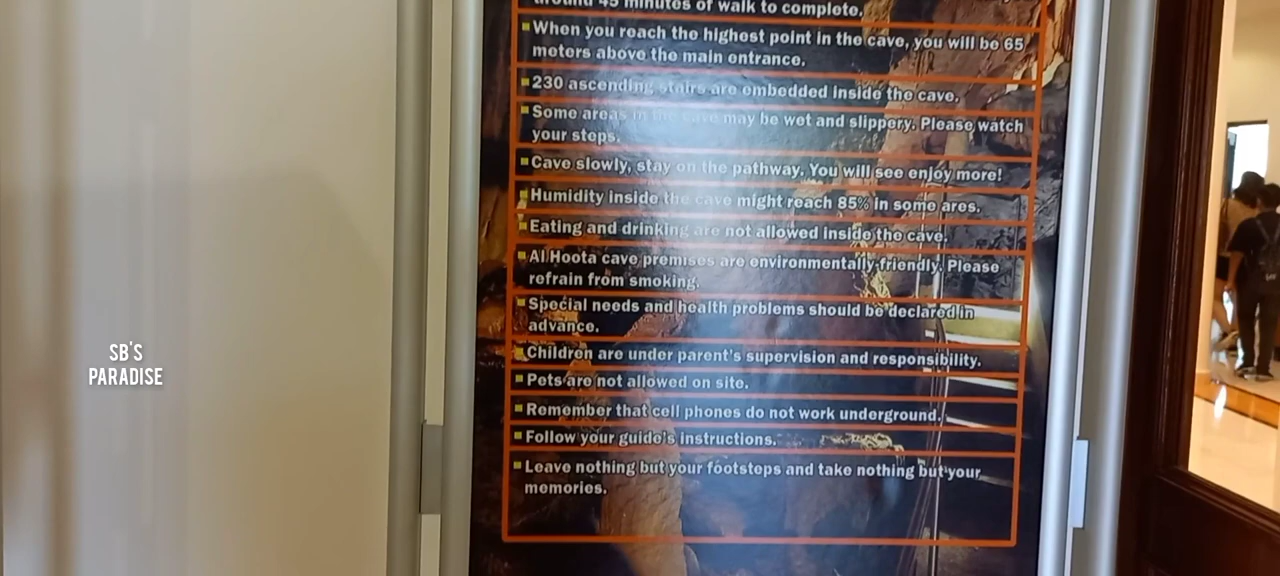 around 45 minutes of walk to complete.
When you reach the highest point in the cave, you will be 65
meters above the main entrance.
230 ascending stairs are embedded inside the cave.
Some areas in the cave may be wet and slippery. Please watch
your steps.
Cave slowly, stay on the pathway. You will see enjoy more!
Humidity inside the cave might reach 85% in some ares.
Eating and drinking are not allowed inside the cave.
Al Hoota cave premises are environmentally-friendly. Please
refrain from smoking.
Special needs and health problems should be declared in
advance.
Children are under parent's supervision and responsibility.
Pets are not allowed on site.
Remember that cell phones do not work underground.
Follow your guide's instructions.
Leave nothing but your footsteps and take nothing but your
memories.
SB'S
PARADISE